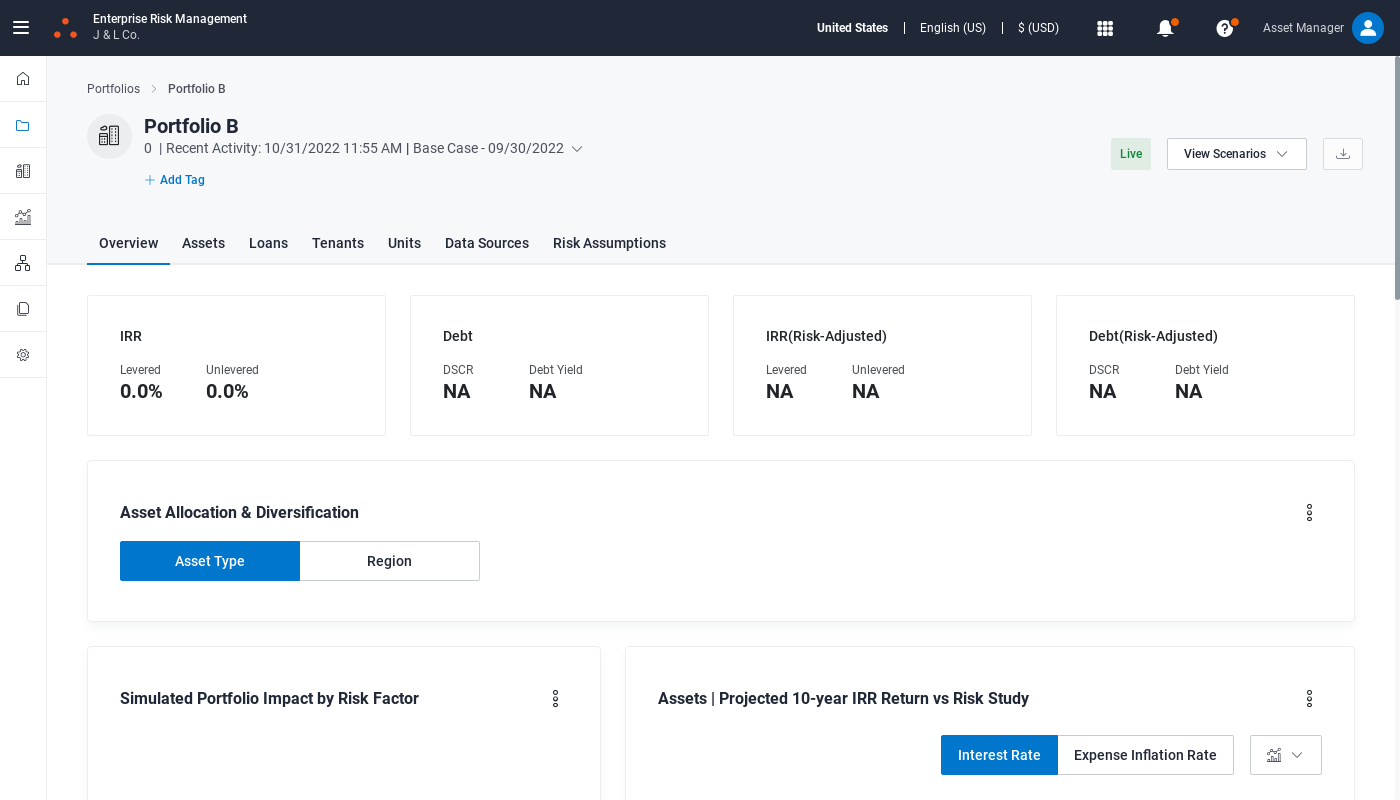 Enterprise Risk Management
J & L Co.
United States | English (US) | $ (USD)
Asset Manager
Portfolios > Portfolio B
Portfolio B
0 | Recent Activity: 10/31/2022 11:55 AM | Base Case - 09/30/2022
Live
View Scenarios
+ Add Tag
Overview Assets Loans Tenants Units Data Sources Risk Assumptions
IRR
Levered Unlevered
0.0% 0.0%
Debt
DSCR Debt Yield
NA NA
IRR(Risk-Adjusted)
Levered Unlevered
NA NA
Debt(Risk-Adjusted)
DSCR Debt Yield
NA NA
Asset Allocation & Diversification
Asset Type Region
Simulated Portfolio Impact by Risk Factor
Assets | Projected 10-year IRR Return vs Risk Study
Interest Rate Expense Inflation Rate